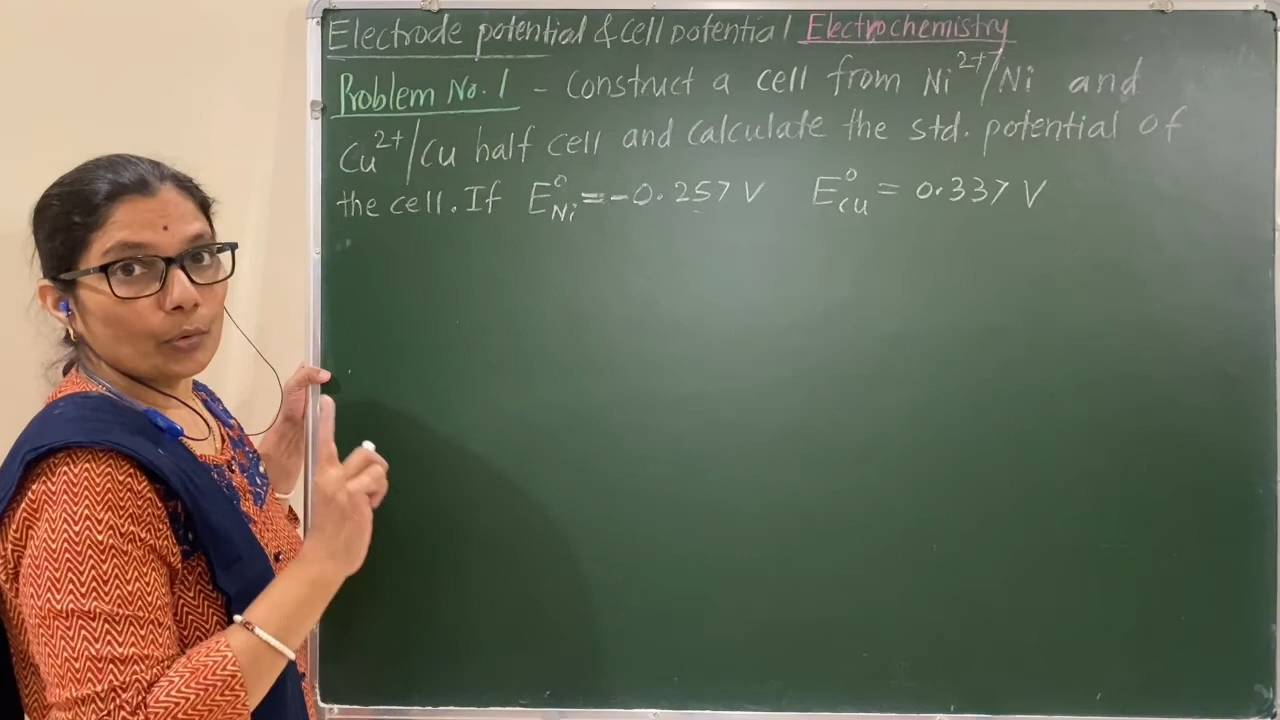 Electrode potential & cell potential Electrochemistry
Problem No. 1 - Construct a cell from Ni²⁺/Ni and
Cu²⁺/Cu half cell and calculate the std. potential of
the cell. If E°Ni = -0.257 V E°Cu = 0.337 V